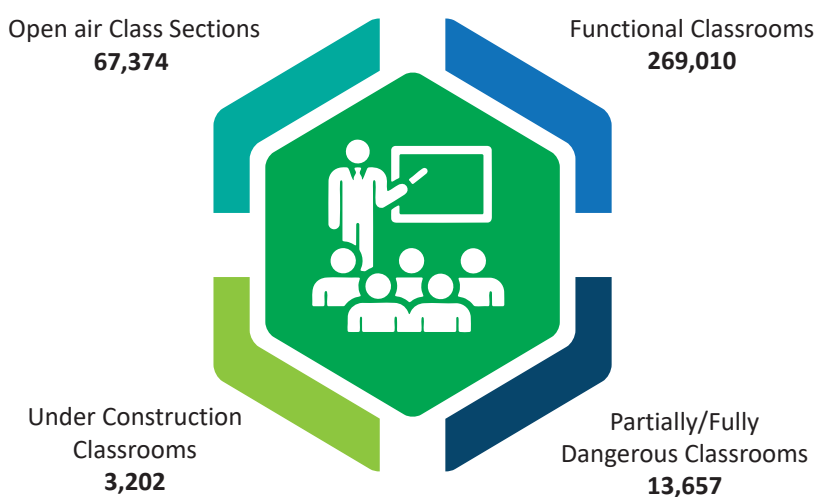 Open air Class Sections
67,374
Functional Classrooms
269,010
Under Construction
Classrooms
3,202
Partially/Fully
Dangerous Classrooms
13,657